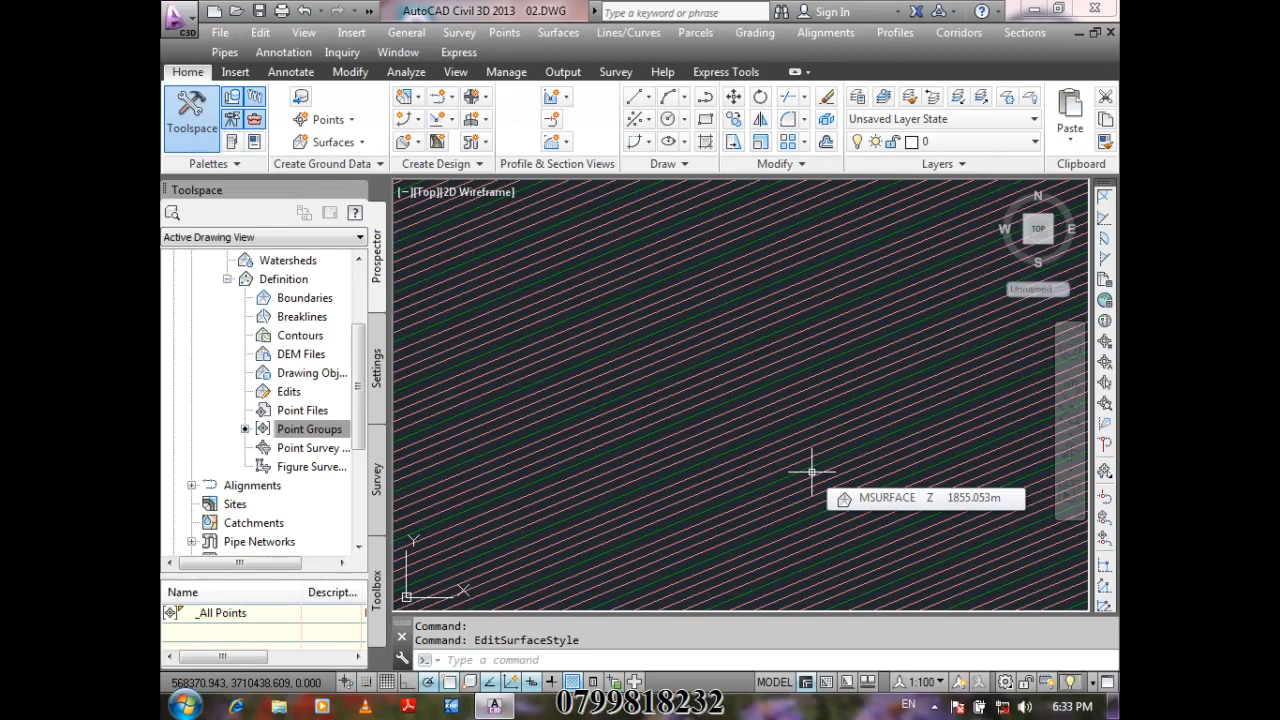 AutoCAD Civil 3D 2013 02.DWG
Type a keyword or phrase
Sign In
C3D
File Edit View Insert General Survey Points Surfaces Lines/Curves Parcels Grading Alignments Profiles Corridors Sections
Pipes Annotation Inquiry Window Express
Home Insert Annotate Modify Analyze View Manage Output Survey Help Express Tools
Toolspace
Points
Surfaces
Unsaved Layer State
0
Paste
Palettes Create Ground Data Create Design Profile & Section Views Draw Modify Layers Clipboard
Toolspace
Active Drawing View
Watersheds
Definition
Boundaries
Breaklines
Contours
DEM Files
Drawing Obj...
Edits
Point Files
Point Groups
Point Survey ...
Figure Surve...
Alignments
Sites
Catchments
Pipe Networks
Name Descript...
_All Points
Prospector
Settings
Survey
Toolbox
[−][Top][2D Wireframe]
N
W TOP E
S
Unnamed
MSURFACE Z 1855.053m
Y
X
Command:
Command: EditSurfaceStyle
Type a command
568370.943, 3710438.609, 0.000
MODEL
1:100
0799818232
EN
6:33 PM